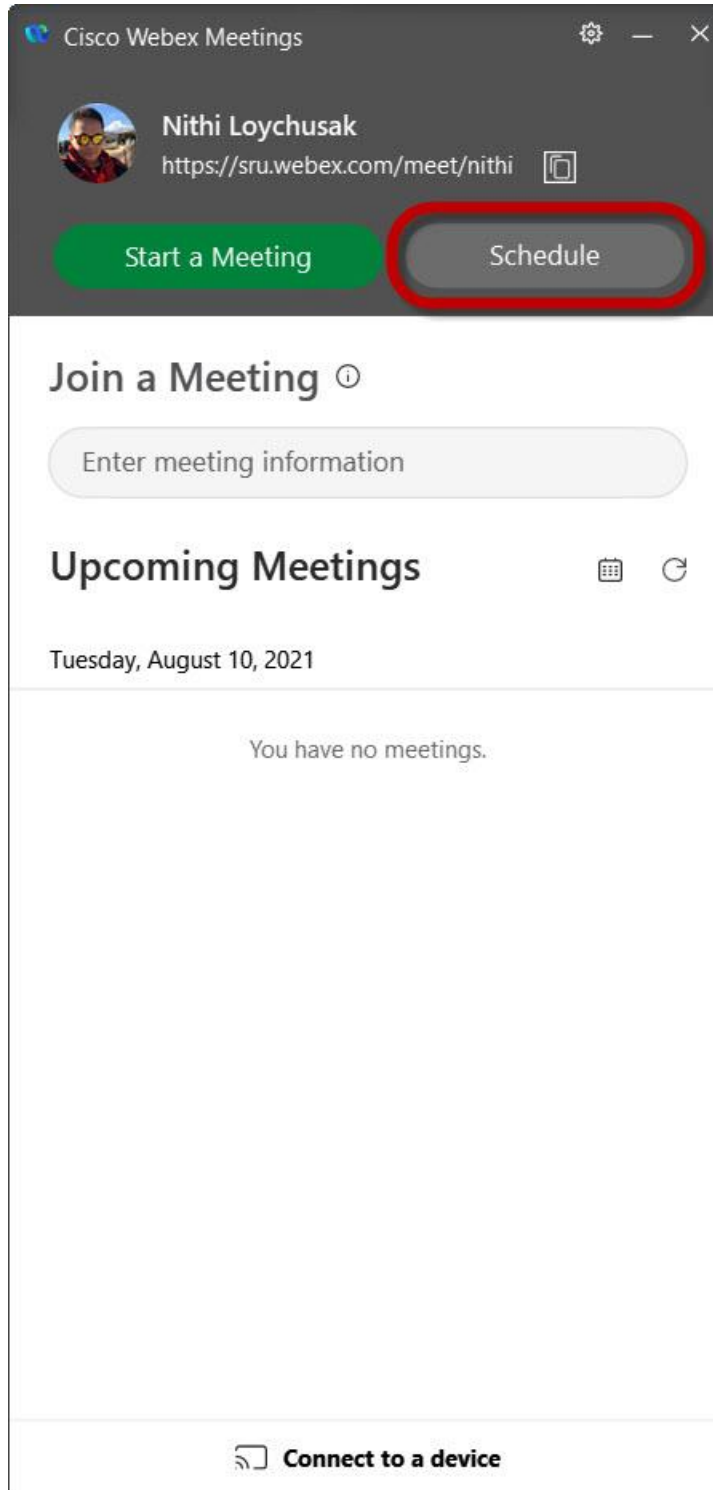 Cisco Webex Meetings
Nithi Loychusak
https://sru.webex.com/meet/nithi
Start a Meeting
Schedule
Join a Meeting
Enter meeting information
Upcoming Meetings
Tuesday, August 10, 2021
You have no meetings.
Connect to a device